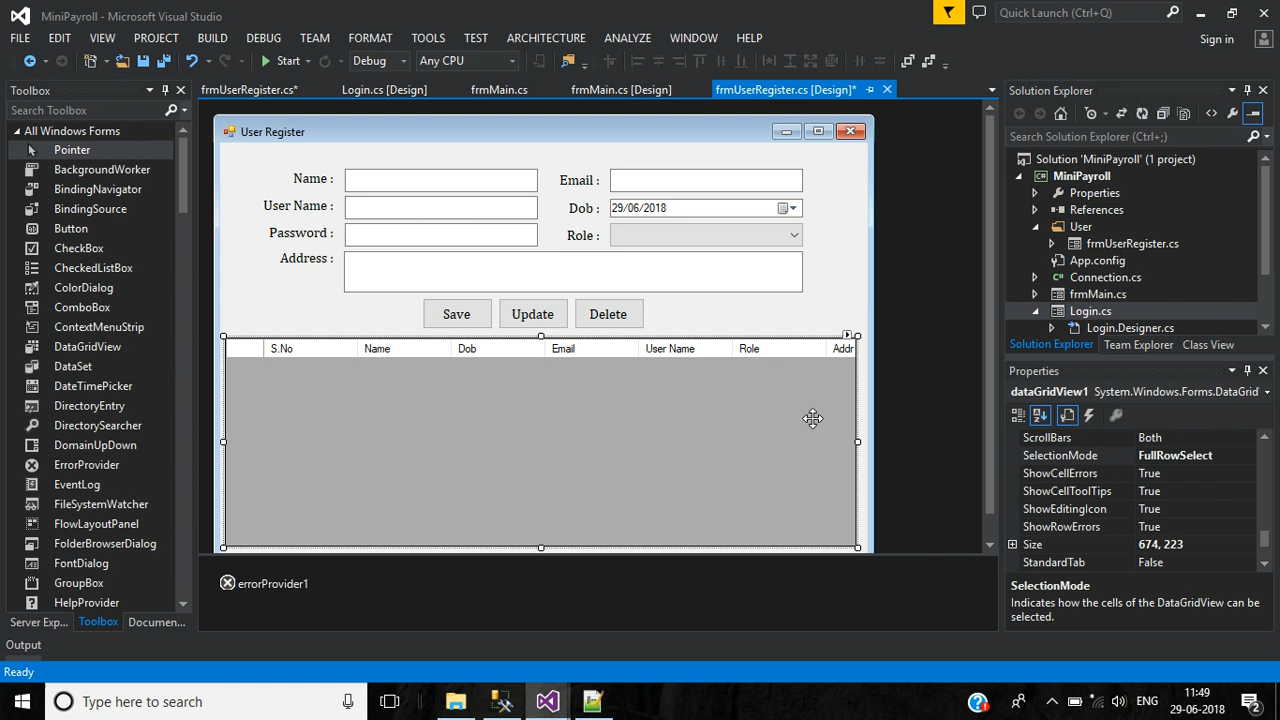 MiniPayroll - Microsoft Visual Studio
Quick Launch (Ctrl+Q)
FILE EDIT VIEW PROJECT BUILD DEBUG TEAM FORMAT TOOLS TEST ARCHITECTURE ANALYZE WINDOW HELP
Sign in
Start Debug Any CPU
Toolbox
Search Toolbox
All Windows Forms
Pointer
BackgroundWorker
BindingNavigator
BindingSource
Button
CheckBox
CheckedListBox
ColorDialog
ComboBox
ContextMenuStrip
DataGridView
DataSet
DateTimePicker
DirectoryEntry
DirectorySearcher
DomainUpDown
ErrorProvider
EventLog
FileSystemWatcher
FlowLayoutPanel
FolderBrowserDialog
FontDialog
GroupBox
HelpProvider
Server Exp... Toolbox Documen...
frmUserRegister.cs* Login.cs [Design] frmMain.cs frmMain.cs [Design] frmUserRegister.cs [Design]*
User Register
Name : Email :
User Name : Dob : 29/06/2018
Password : Role :
Address :
Save Update Delete
S.No Name Dob Email User Name Role Addr
errorProvider1
Solution Explorer
Search Solution Explorer (Ctrl+;)
Solution 'MiniPayroll' (1 project)
MiniPayroll
Properties
References
User
frmUserRegister.cs
App.config
Connection.cs
frmMain.cs
Login.cs
Login.Designer.cs
Solution Explorer Team Explorer Class View
Properties
dataGridView1 System.Windows.Forms.DataGrid
ScrollBars Both
SelectionMode FullRowSelect
ShowCellErrors True
ShowCellToolTips True
ShowEditingIcon True
ShowRowErrors True
Size 674, 223
StandardTab False
SelectionMode
Indicates how the cells of the DataGridView can be
selected.
Output
Ready
Type here to search
ENG
11:49
29-06-2018
2